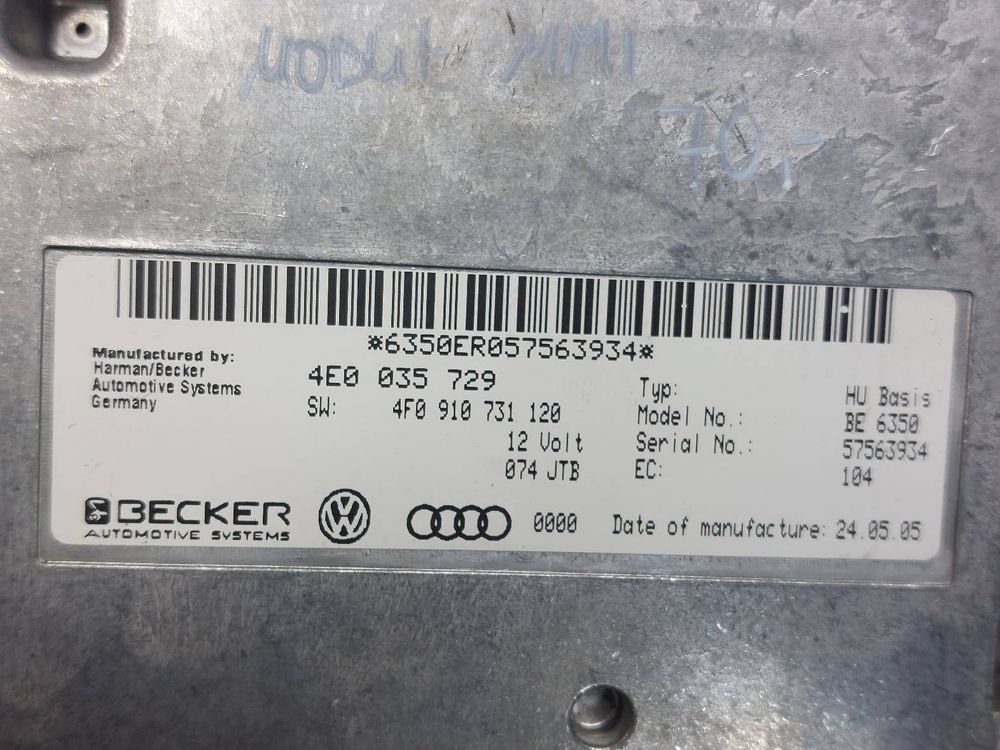 MODUŁ MMI
70,-
*6350ER057563934*
Manufactured by:
Harman/Becker
Automotive Systems
Germany
4E0 035 729
SW: 4F0 910 731 120
12 Volt
074 JTB
Typ: HU Basis
Model No.: BE 6350
Serial No.: 57563934
EC: 104
BECKER
AUTOMOTIVE SYSTEMS
0000
Date of manufacture: 24.05.05